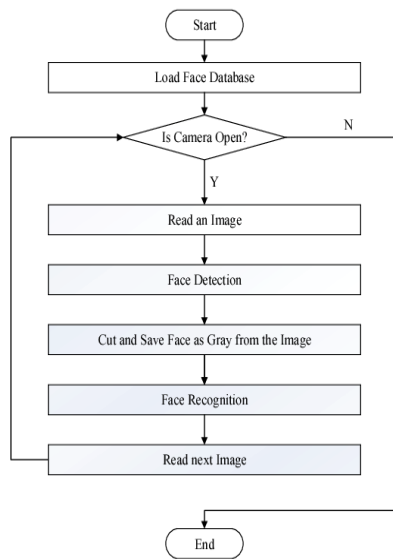 Start
Load Face Database
Is Camera Open?
N
Y
Read an Image
Face Detection
Cut and Save Face as Gray from the Image
Face Recognition
Read next Image
End